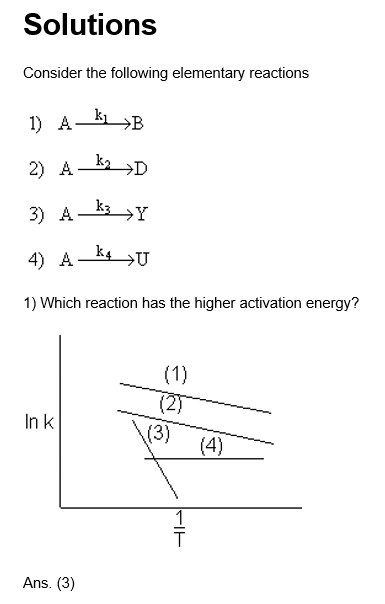 Solutions
Consider the following elementary reactions
1) A k₁ → B
2) A k₂ → D
3) A k₃ → Y
4) A k₄ → U
1) Which reaction has the higher activation energy?
(1)
(2)
(3)
(4)
ln k
1
T
Ans. (3)